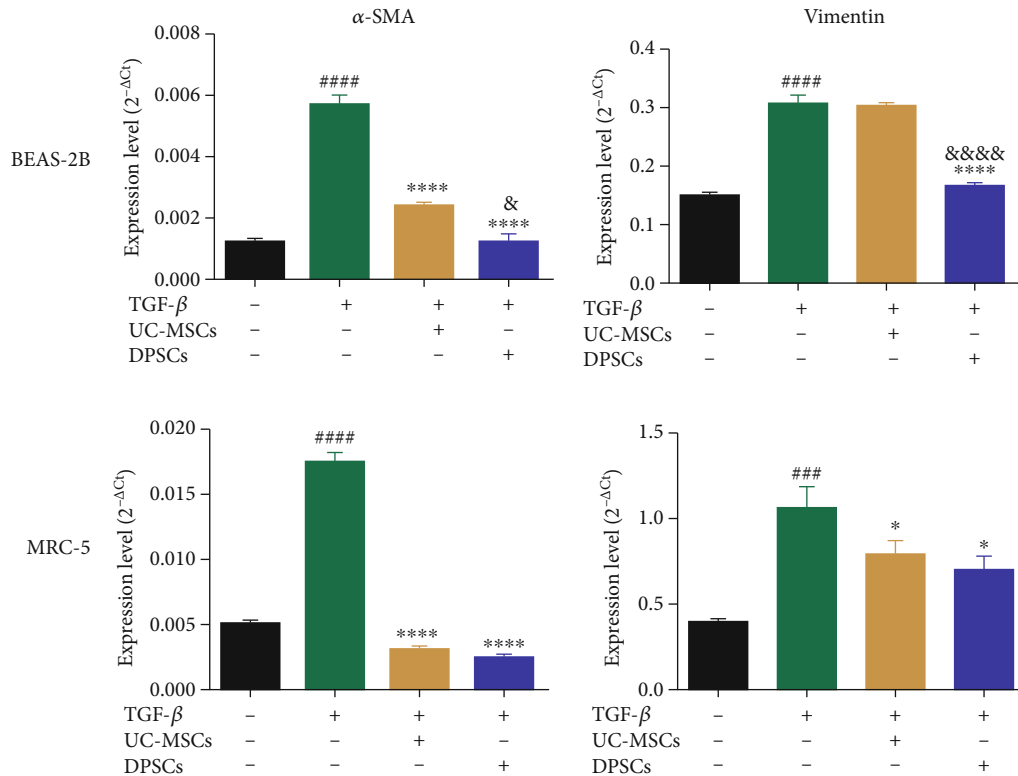 α-SMA
Vimentin
BEAS-2B
Expression level (2^−ΔCt)
0.008
0.006
0.004
0.002
0.000
####
****
&
****
TGF-β − + + +
UC-MSCs − − + −
DPSCs − − − +
Expression level (2^−ΔCt)
0.4
0.3
0.2
0.1
0.0
####
&&&&
****
TGF-β − + + +
UC-MSCs − − + −
DPSCs − − − +
MRC-5
Expression level (2^−ΔCt)
0.020
0.015
0.010
0.005
0.000
####
****
****
TGF-β − + + +
UC-MSCs − − + −
DPSCs − − − +
Expression level (2^−ΔCt)
1.5
1.0
0.5
0.0
###
*
*
TGF-β − + + +
UC-MSCs − − + −
DPSCs − − − +